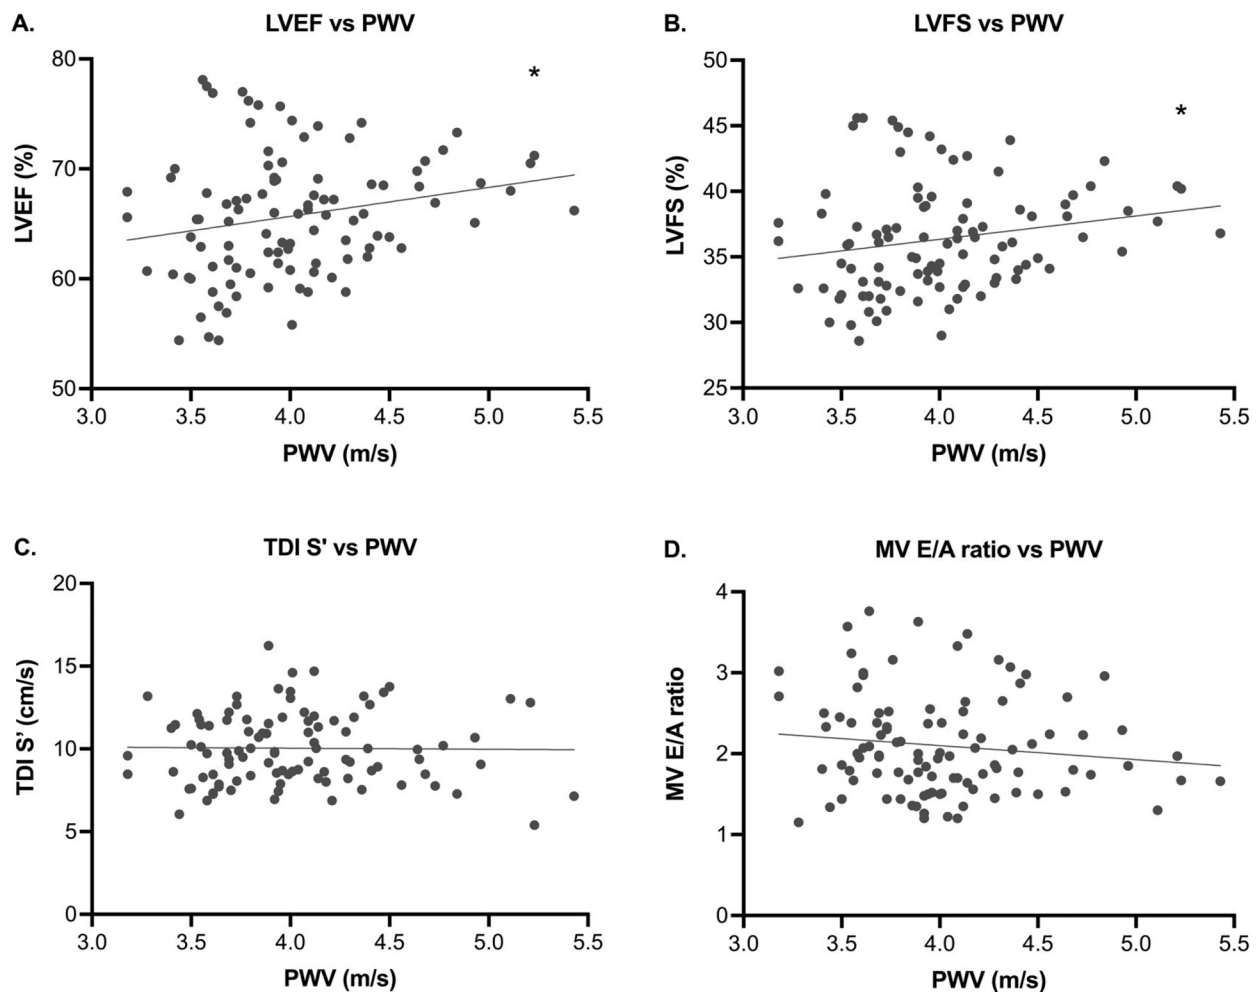 A. LVEF vs PWV
*
LVEF (%)
80
70
60
50
3.0 3.5 4.0 4.5 5.0 5.5
PWV (m/s)
B. LVFS vs PWV
*
LVFS (%)
50
45
40
35
30
25
3.0 3.5 4.0 4.5 5.0 5.5
PWV (m/s)
C. TDI S' vs PWV
TDI S’ (cm/s)
20
15
10
5
0
3.0 3.5 4.0 4.5 5.0 5.5
PWV (m/s)
D. MV E/A ratio vs PWV
MV E/A ratio
4
3
2
1
0
3.0 3.5 4.0 4.5 5.0 5.5
PWV (m/s)